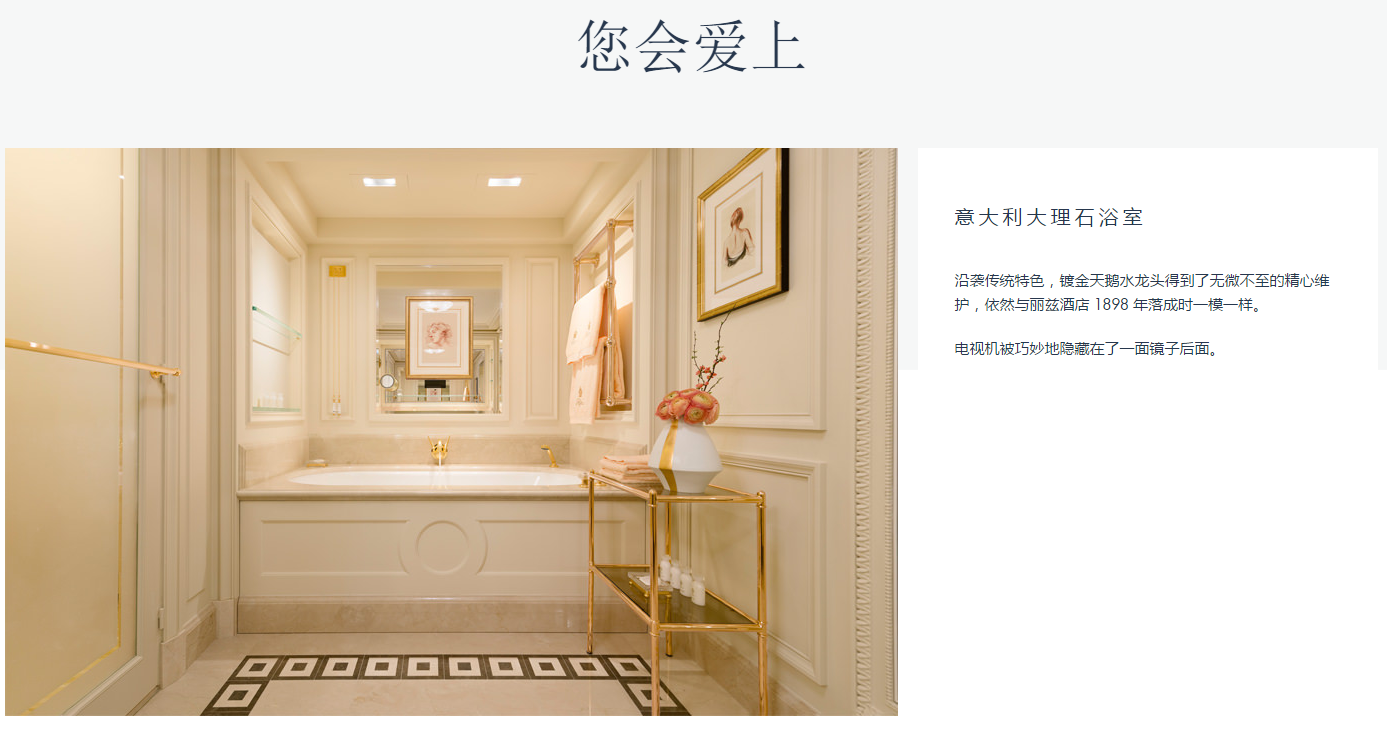 您会爱上
意大利大理石浴室
沿袭传统特色，镀金天鹅水龙头得到了无微不至的精心维
护，依然与丽兹酒店 1898 年落成时一模一样。
电视机被巧妙地隐藏在了一面镜子后面。